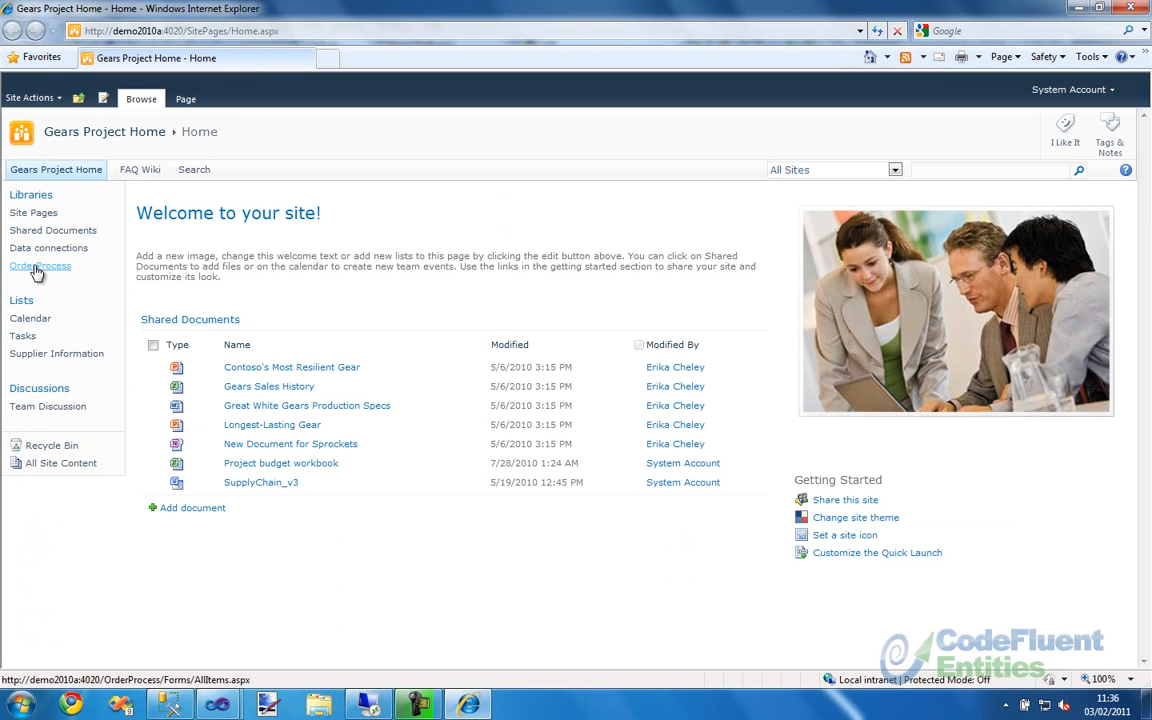 Gears Project Home - Home - Windows Internet Explorer
http://demo2010a:4020/SitePages/Home.aspx
Google
Favorites
Gears Project Home - Home
Page
Safety
Tools
Site Actions
Browse
Page
System Account
Gears Project Home
Home
I Like It
Tags & Notes
Gears Project Home
FAQ Wiki
Search
All Sites
Libraries
Site Pages
Shared Documents
Data connections
OrderProcess
Lists
Calendar
Tasks
Supplier Information
Discussions
Team Discussion
Recycle Bin
All Site Content
Welcome to your site!
Add a new image, change this welcome text or add new lists to this page by clicking the edit button above. You can click on Shared
Documents to add files or on the calendar to create new team events. Use the links in the getting started section to share your site and
customize its look.
Shared Documents
Type Name Modified Modified By
Contoso's Most Resilient Gear 5/6/2010 3:15 PM Erika Cheley
Gears Sales History 5/6/2010 3:15 PM Erika Cheley
Great White Gears Production Specs 5/6/2010 3:15 PM Erika Cheley
Longest-Lasting Gear 5/6/2010 3:15 PM Erika Cheley
New Document for Sprockets 5/6/2010 3:15 PM Erika Cheley
Project budget workbook 7/28/2010 1:24 AM System Account
SupplyChain_v3 5/19/2010 12:45 PM System Account
Add document
Getting Started
Share this site
Change site theme
Set a site icon
Customize the Quick Launch
CodeFluent
Entities
http://demo2010a:4020/OrderProcess/Forms/AllItems.aspx
Local intranet | Protected Mode: Off
100%
11:36
03/02/2011